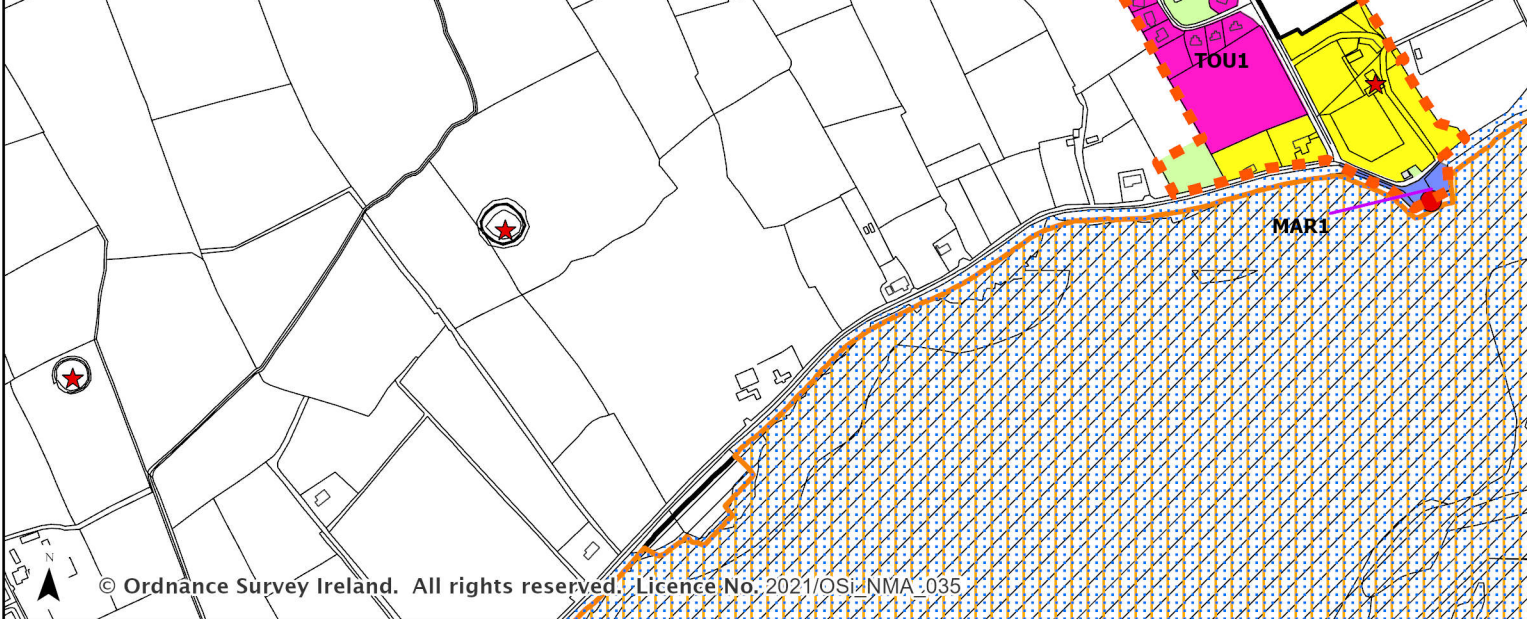 TOU1
MAR1
N
© Ordnance Survey Ireland. All rights reserved. Licence No. 2021/OSi_NMA_035